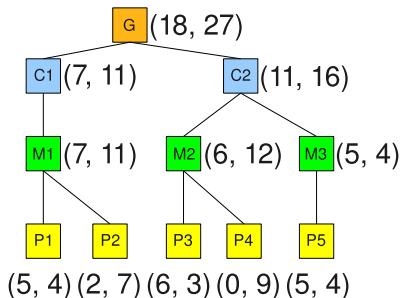 G (18, 27)
C1 (7, 11) C2 (11, 16)
M1 (7, 11) M2 (6, 12) M3 (5, 4)
P1 P2 P3 P4 P5
(5, 4) (2, 7) (6, 3) (0, 9) (5, 4)